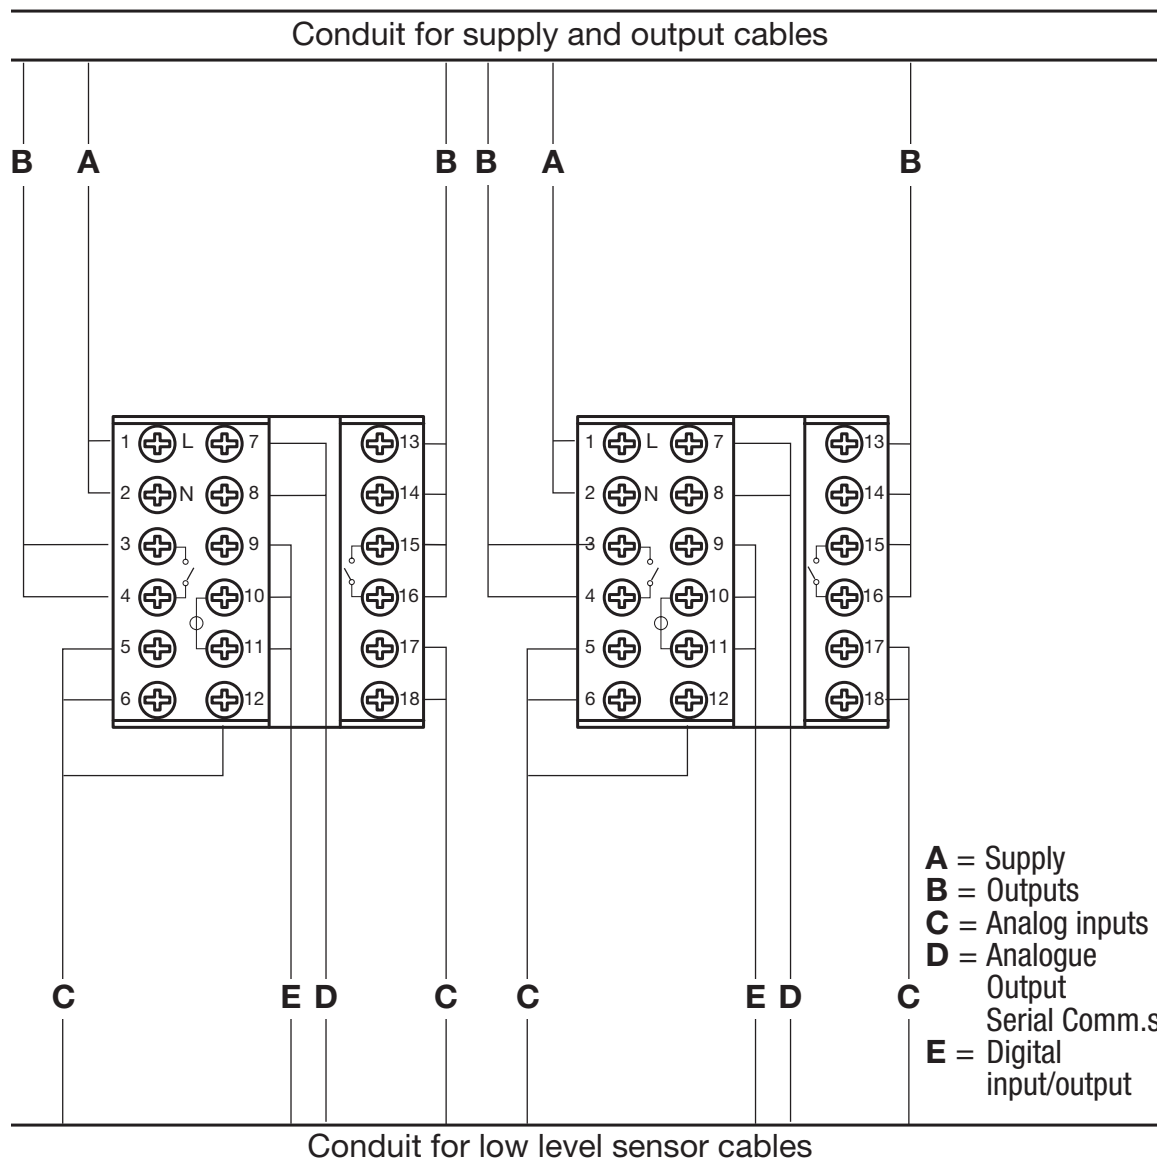 Conduit for supply and output cables
B A B B A B
1 L 7 13 1 L 7 13
2 N 8 14 2 N 8 14
3 9 15 3 9 15
4 10 16 4 10 16
5 11 17 5 11 17
6 12 18 6 12 18
A = Supply
B = Outputs
C = Analog inputs
D = Analogue
Output
Serial Comm.s
E = Digital
input/output
C E D C C E D C
Conduit for low level sensor cables